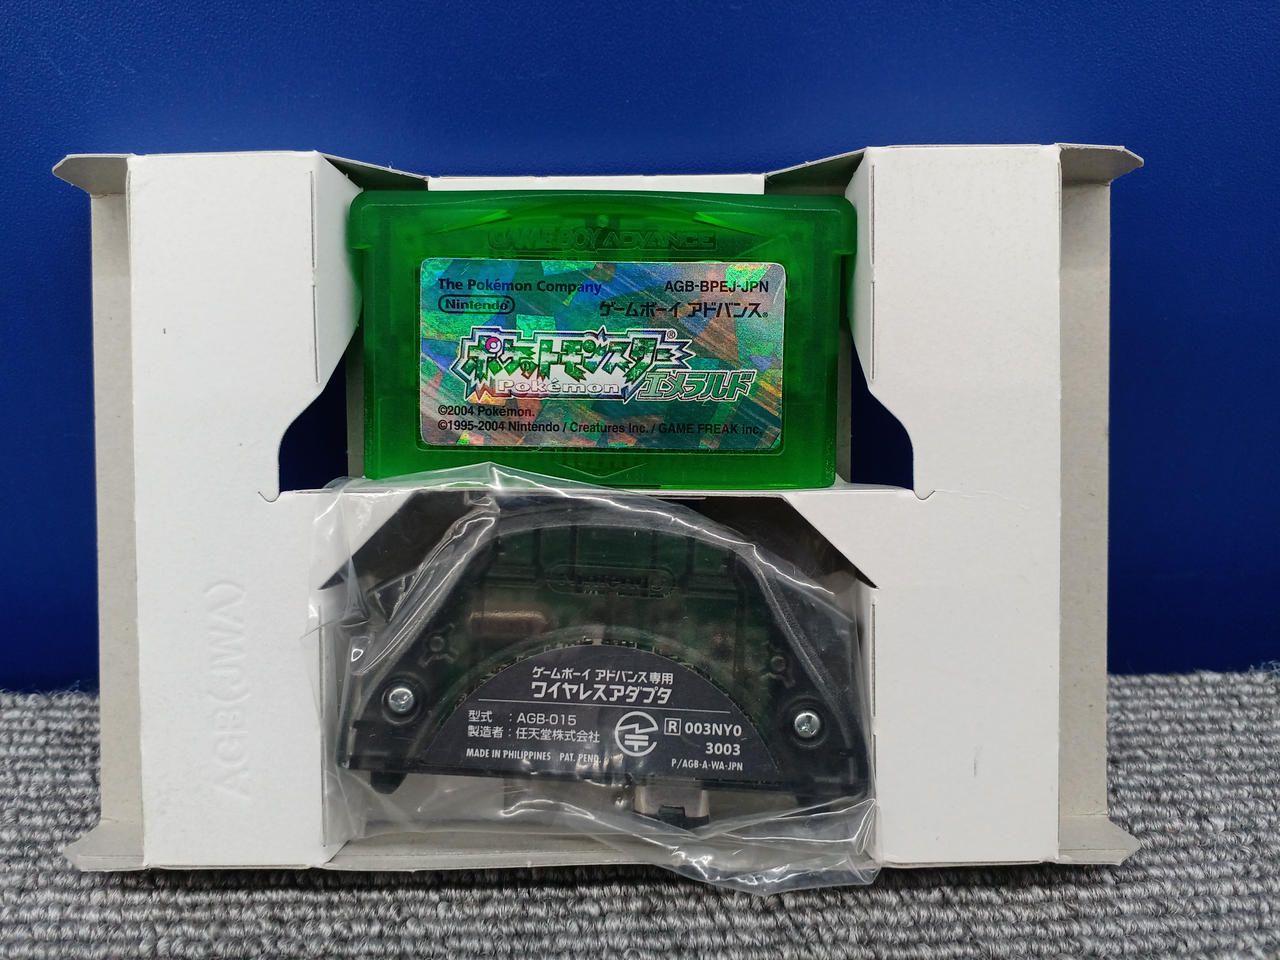 GAME BOY ADVANCE
The Pokémon Company
AGB-BPEJ-JPN
Nintendo
ゲームボーイ アドバンス®
ポケットモンスター®
Pokémon
エメラルド
©2004 Pokémon.
©1995-2004 Nintendo / Creatures inc. / GAME FREAK inc.
AGB(JWA)
ゲームボーイ アドバンス専用
ワイヤレスアダプタ
型式 : AGB-015
製造者 : 任天堂株式会社
R 003NY0
3003
MADE IN PHILIPPINES PAT. PEND.
P/AGB-A-WA-JPN